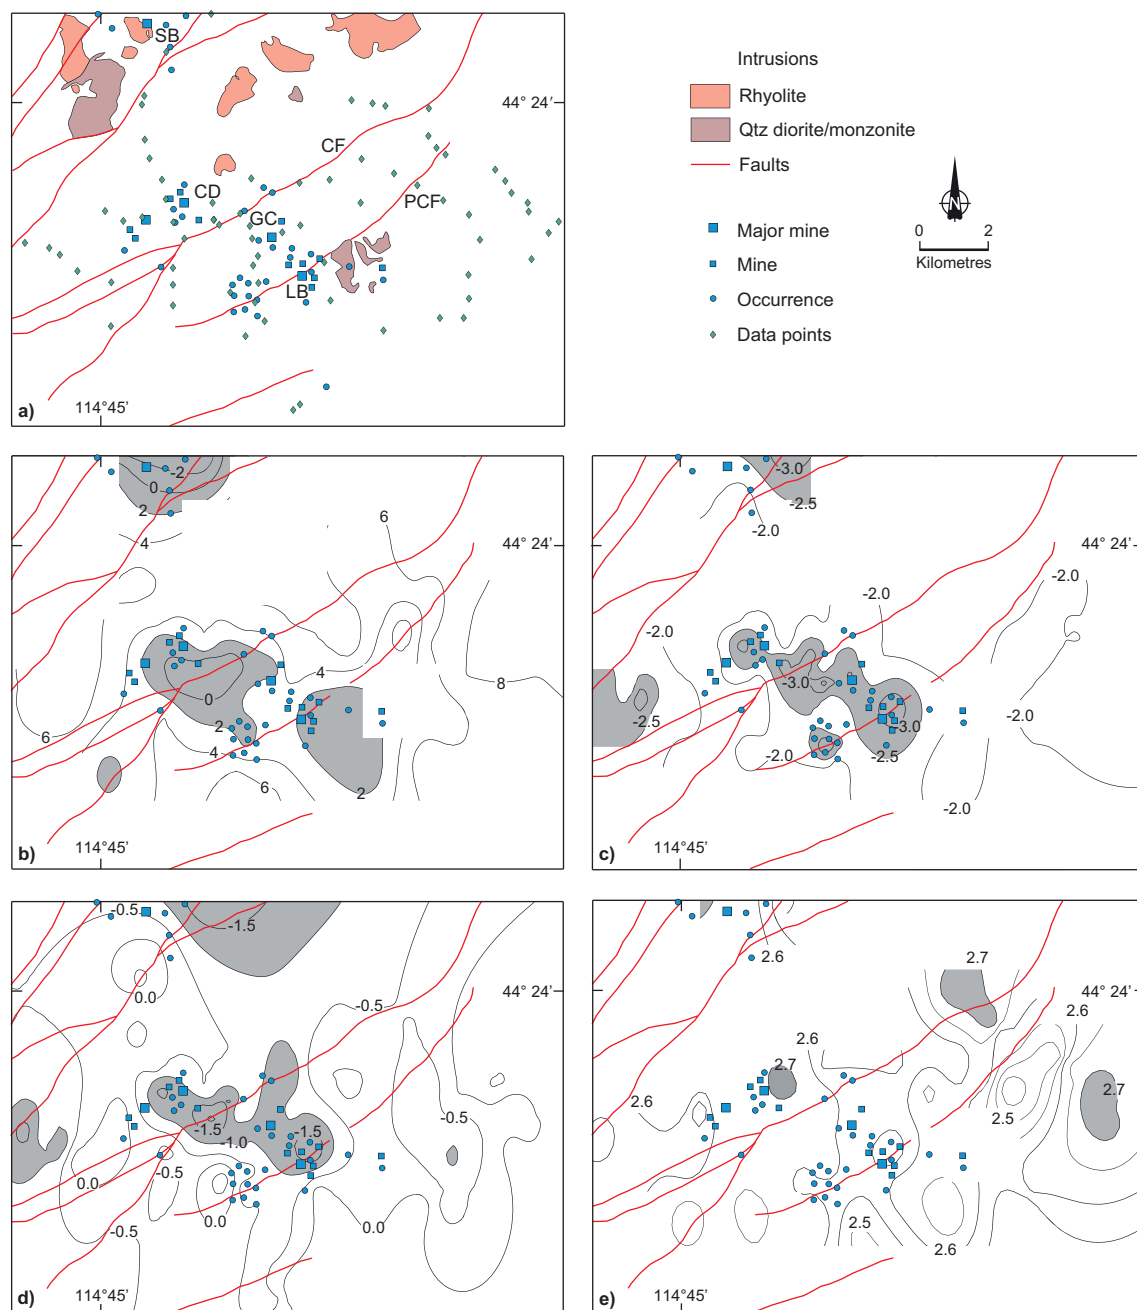 SB
44° 24'
CF
CD
PCF
GC
LB
114°45'
a)
Intrusions
Rhyolite
Qtz diorite/monzonite
Faults
N
0 2
Kilometres
Major mine
Mine
Occurrence
Data points
-2
0
2
4
6
44° 24'
4
8
0
6
2
4
6
2
114°45'
b)
-3.0
-2.5
-2.0
44° 24'
-2.0
-2.0
-2.0
-3.0
-2.5
-2.0
-3.0
-2.0
-2.5
-2.0
114°45'
c)
-0.5
-1.5
0.0
44° 24'
-0.5
-1.5
-0.5
-1.0
-1.5
-0.5
0.0
0.0
0.0
-0.5
114°45'
d)
2.6
2.7
44° 24'
2.6
2.6
2.7
2.7
2.6
2.5
2.5
2.6
114°45'
e)